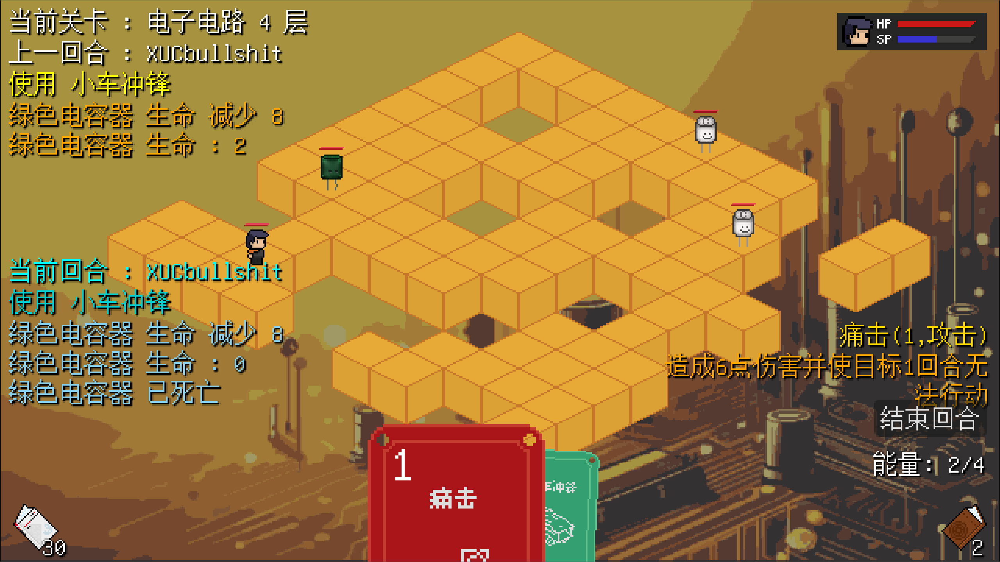 当前关卡 : 电子电路 4 层
上一回合 : XUCbullshit
使用 小车冲锋
绿色电容器 生命 减少 8
绿色电容器 生命 : 2
当前回合 : XUCbullshit
使用 小车冲锋
绿色电容器 生命 减少 8
绿色电容器 生命 : 0
绿色电容器 已死亡
HP
SP
痛击(1,攻击)
造成6点伤害并使目标1回合无
法行动
结束回合
能量: 2/4
1
痛击
冲锋
30
2